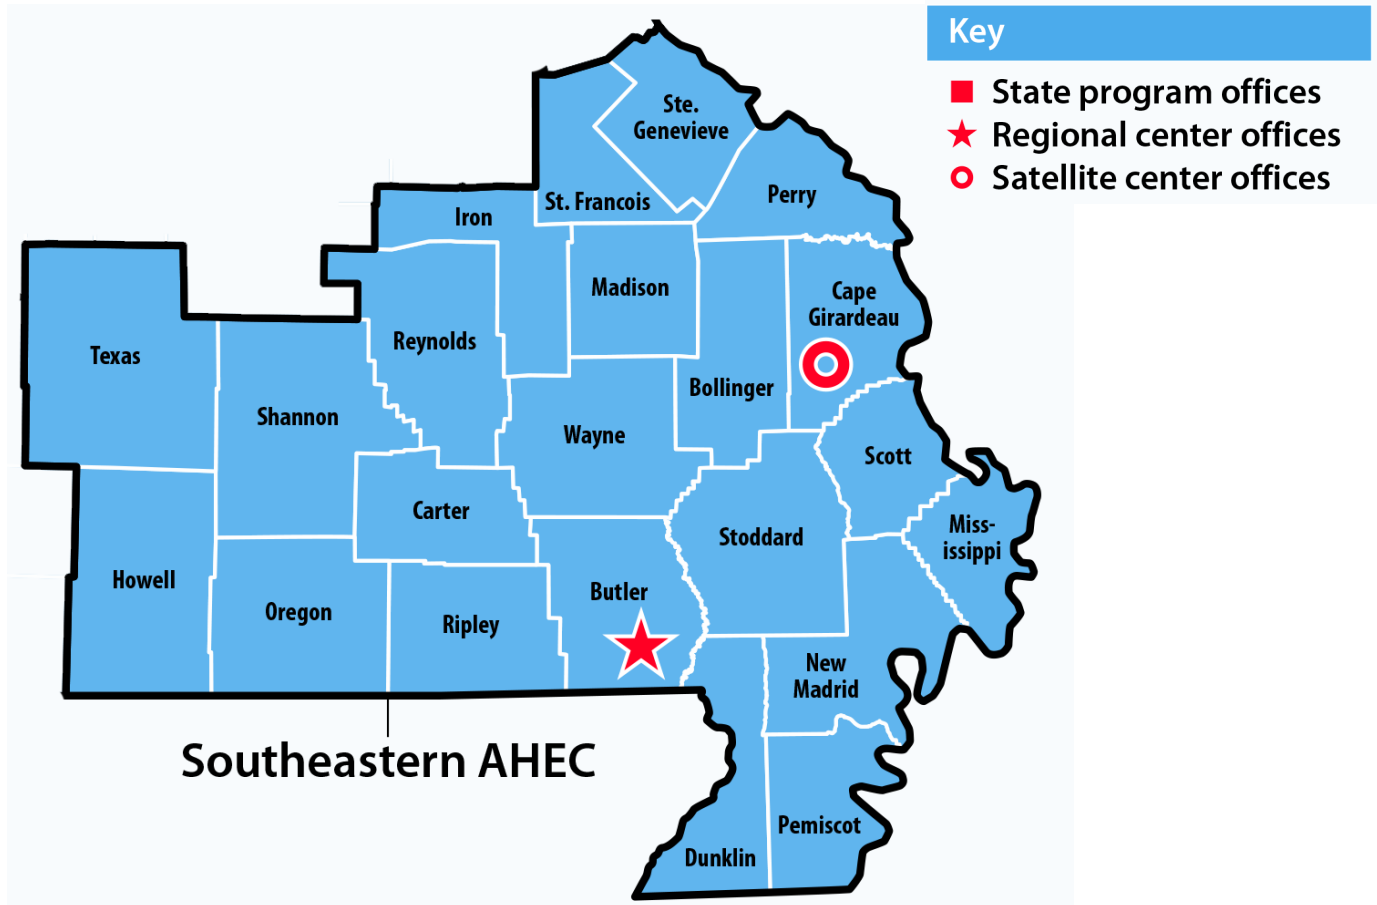 Key
State program offices
Regional center offices
Satellite center offices
Ste.
Genevieve
St. Francois
Perry
Iron
Madison
Cape
Girardeau
Reynolds
Texas
Bollinger
Shannon
Wayne
Scott
Carter
Stoddard
Miss-
issippi
Howell
Butler
Oregon
Ripley
New
Madrid
Southeastern AHEC
Pemiscot
Dunklin